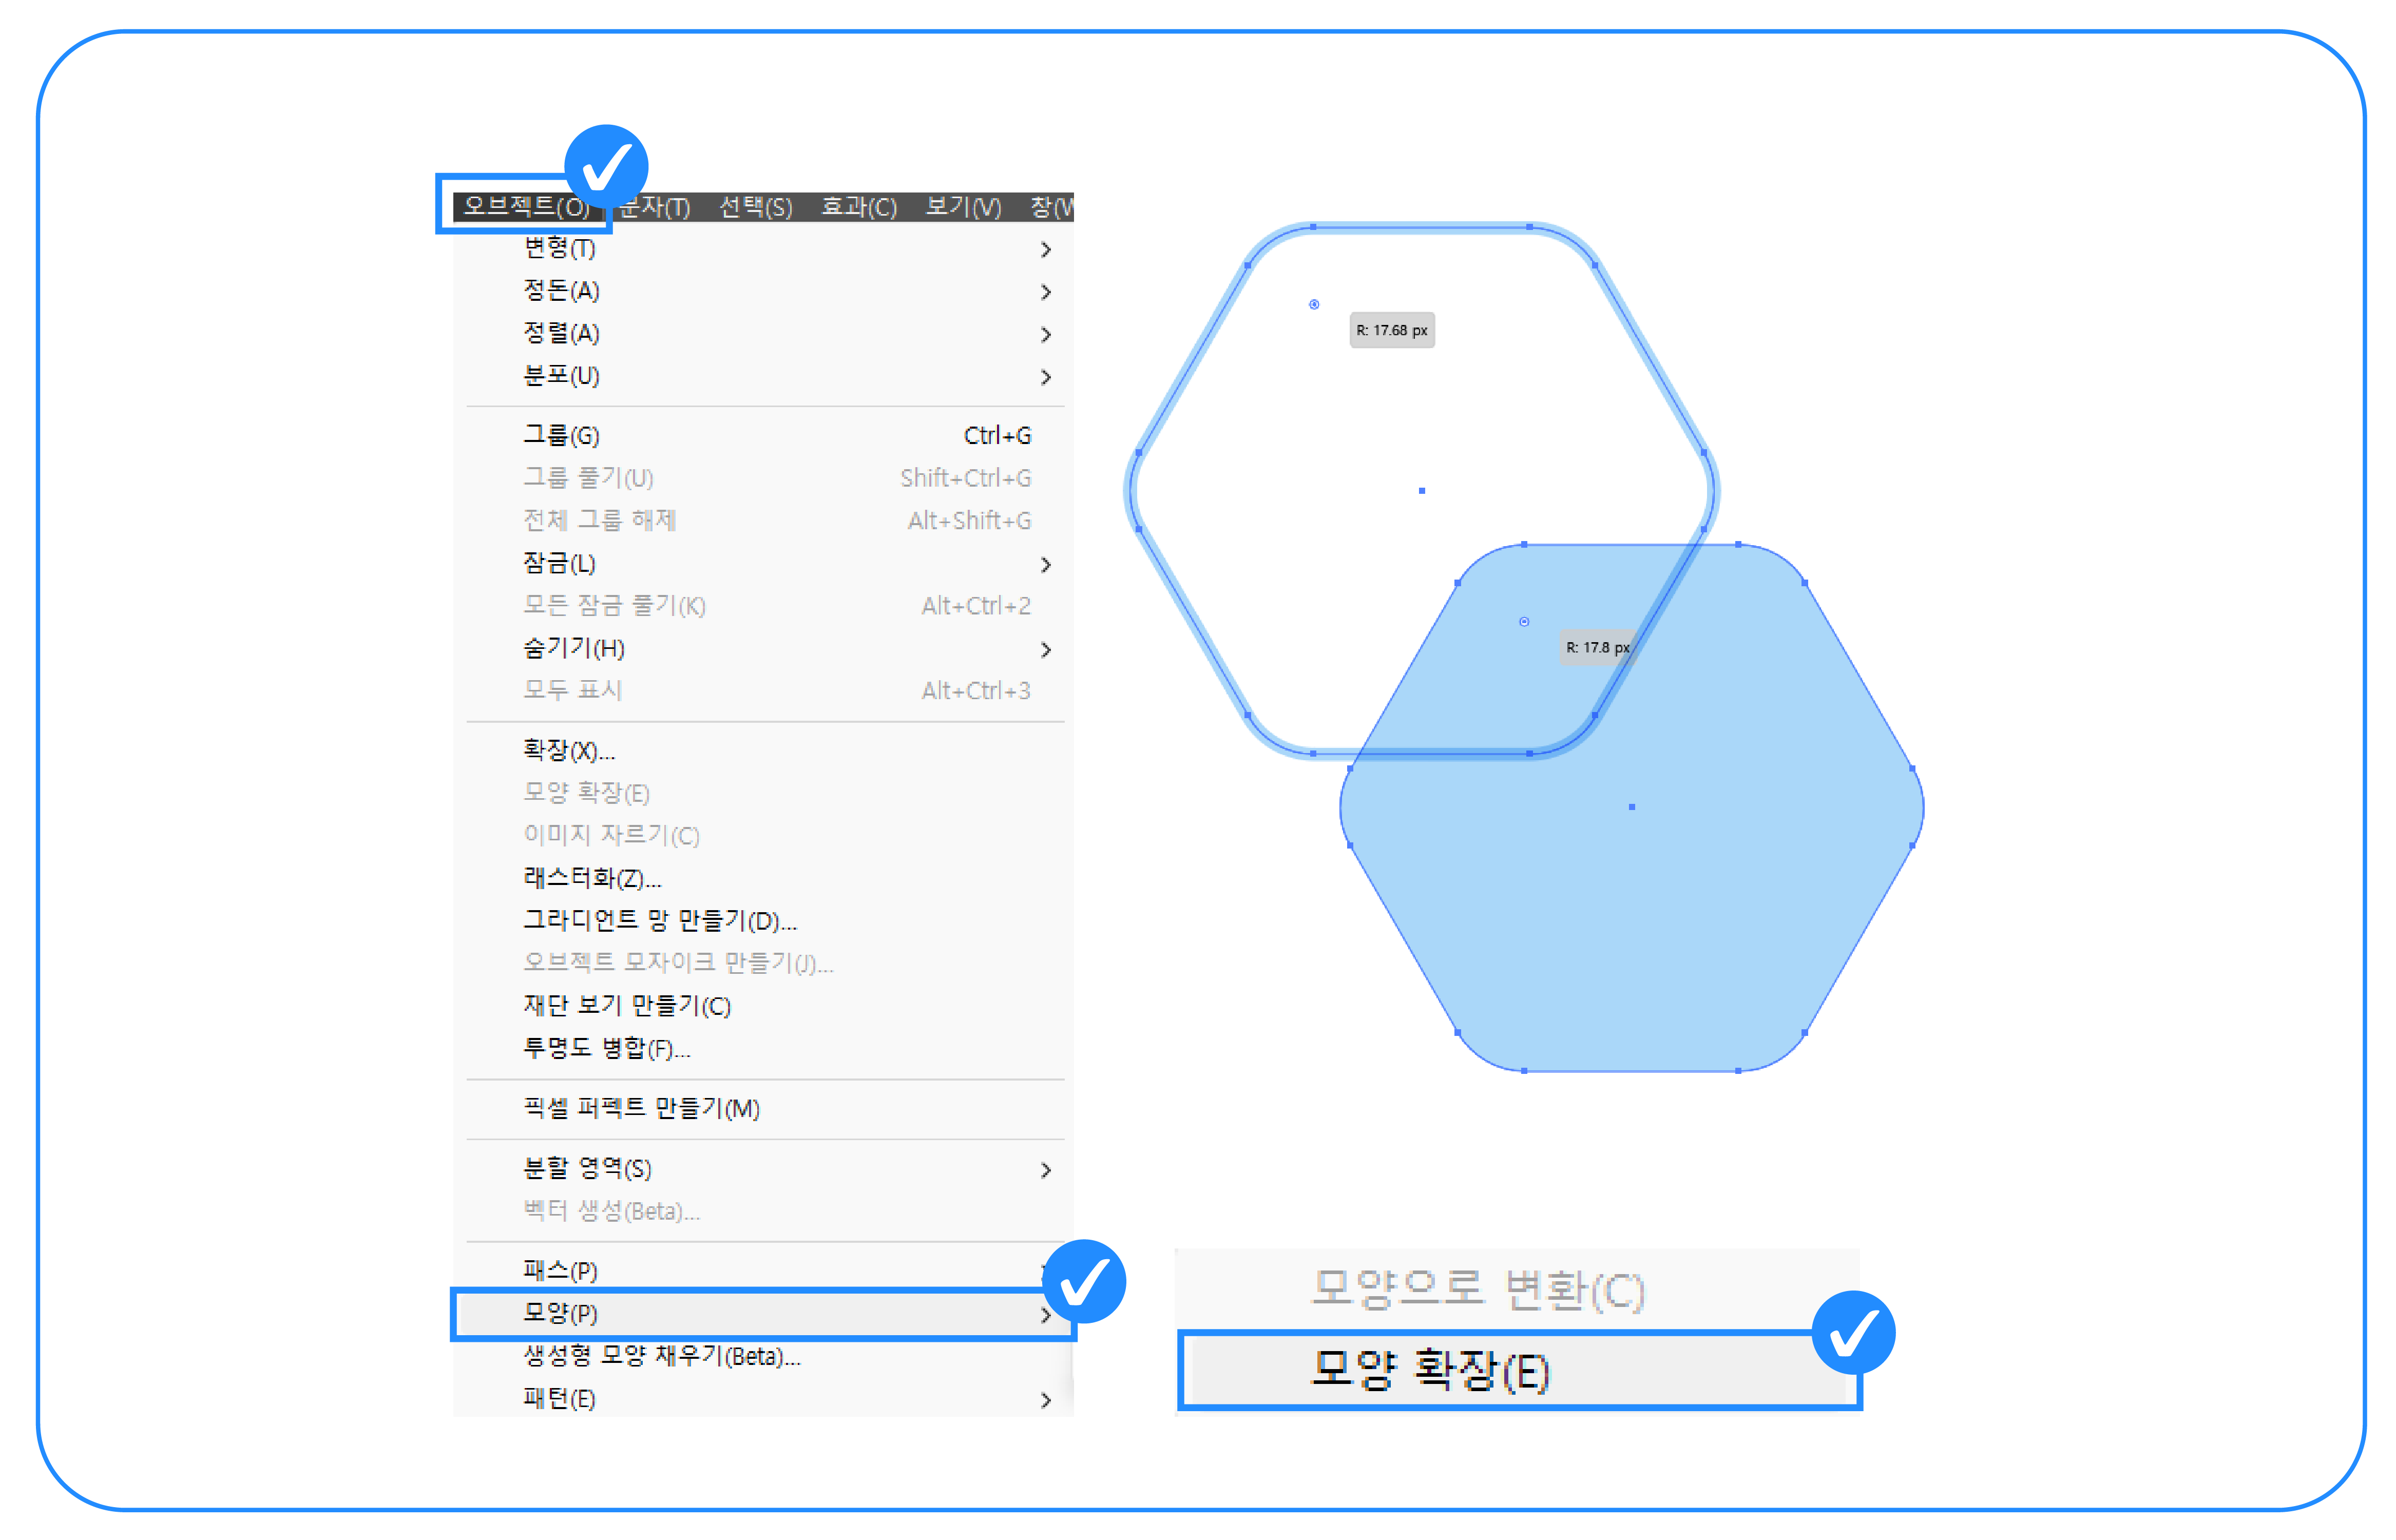 오브젝트(O) 문자(T) 선택(S) 효과(C) 보기(V) 창(W
변형(T)
정돈(A)
정렬(A)
분포(U)
그룹(G) Ctrl+G
그룹 풀기(U) Shift+Ctrl+G
전체 그룹 해제 Alt+Shift+G
잠금(L)
모든 잠금 풀기(K) Alt+Ctrl+2
숨기기(H)
모두 표시 Alt+Ctrl+3
확장(X)...
모양 확장(E)
이미지 자르기(C)
래스터화(Z)...
그라디언트 망 만들기(D)...
오브젝트 모자이크 만들기(J)...
재단 보기 만들기(C)
투명도 병합(F)...
픽셀 퍼펙트 만들기(M)
분할 영역(S)
벡터 생성(Beta)...
패스(P)
모양(P)
생성형 모양 채우기(Beta)...
패턴(E)
R: 17.68 px
R: 17.8 px
모양으로 변환(C)
모양 확장(E)